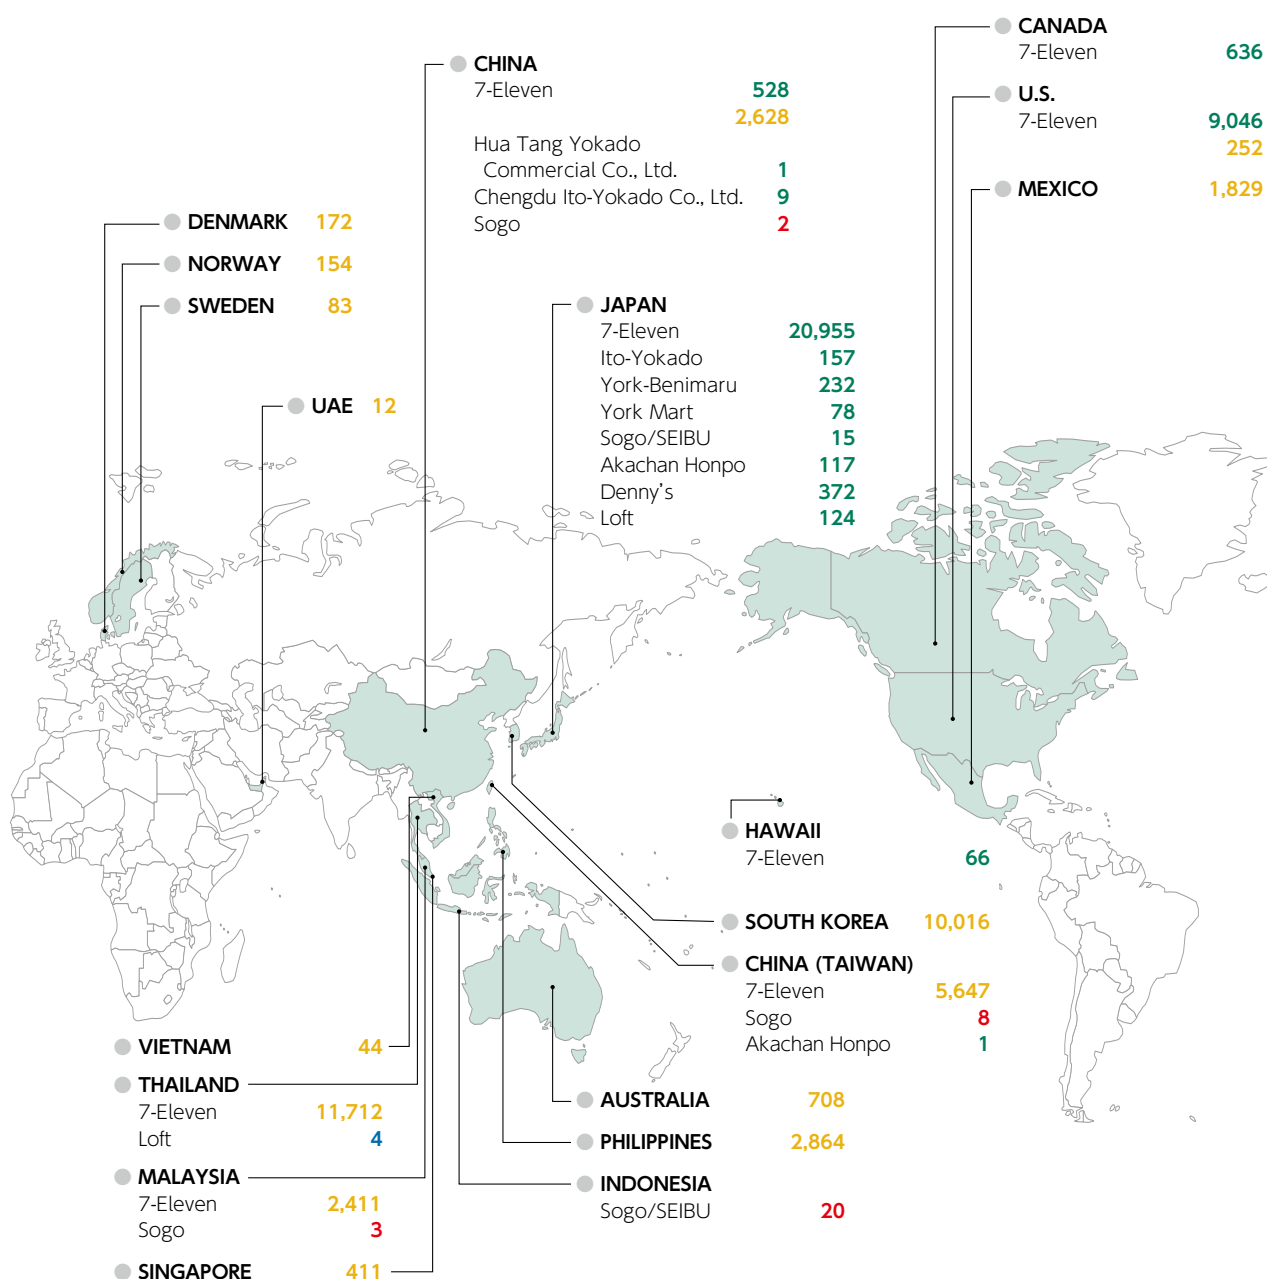 CANADA
7-Eleven 636
U.S.
7-Eleven 9,046
252
MEXICO 1,829
CHINA
7-Eleven 528
2,628
Hua Tang Yokado
Commercial Co., Ltd. 1
Chengdu Ito-Yokado Co., Ltd. 9
Sogo 2
DENMARK 172
NORWAY 154
SWEDEN 83
UAE 12
JAPAN
7-Eleven 20,955
Ito-Yokado 157
York-Benimaru 232
York Mart 78
Sogo/SEIBU 15
Akachan Honpo 117
Denny's 372
Loft 124
HAWAII
7-Eleven 66
SOUTH KOREA 10,016
CHINA (TAIWAN)
7-Eleven 5,647
Sogo 8
Akachan Honpo 1
VIETNAM 44
THAILAND
7-Eleven 11,712
Loft 4
MALAYSIA
7-Eleven 2,411
Sogo 3
SINGAPORE 411
AUSTRALIA 708
PHILIPPINES 2,864
INDONESIA
Sogo/SEIBU 20